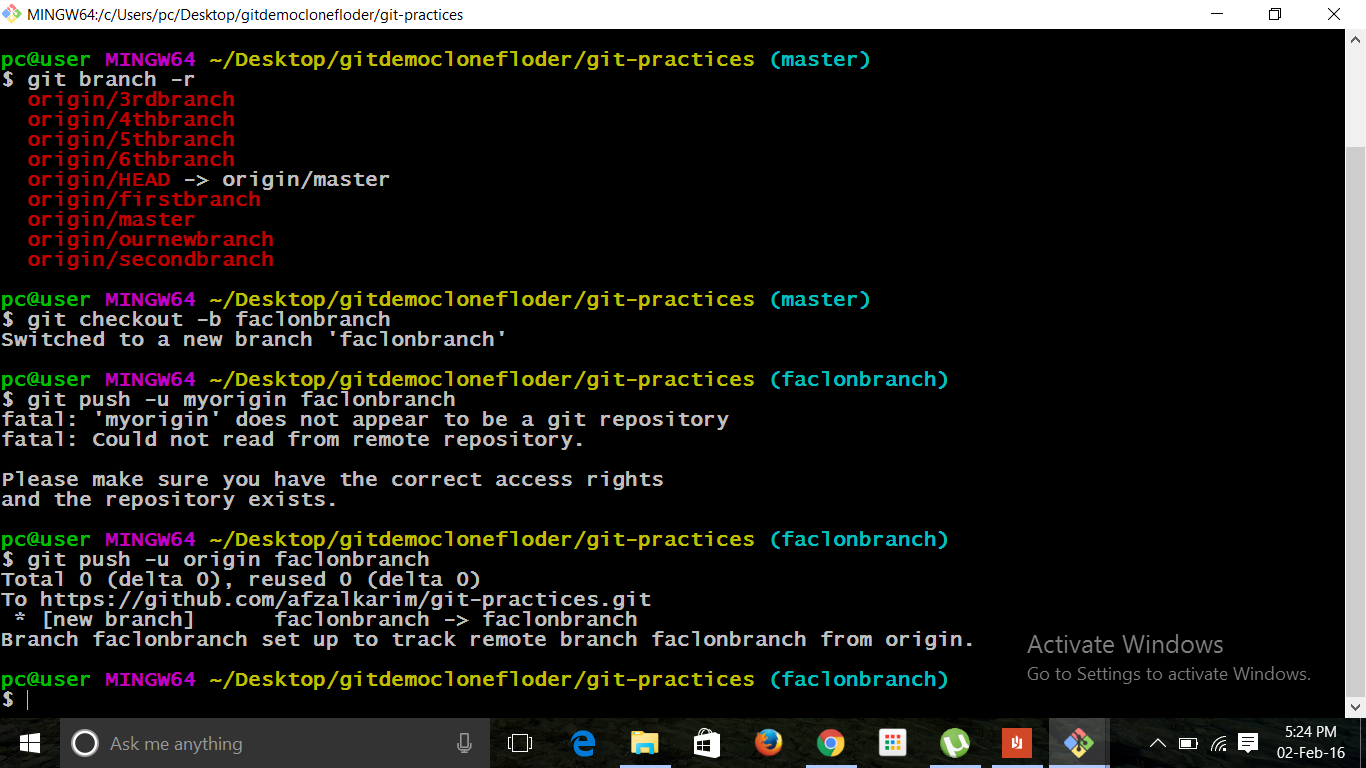 MINGW64:/c/Users/pc/Desktop/gitdemoclonefloder/git-practices
pc@user MINGW64 ~/Desktop/gitdemoclonefloder/git-practices (master)
$ git branch -r
origin/3rdbranch
origin/4thbranch
origin/5thbranch
origin/6thbranch
origin/HEAD -> origin/master
origin/firstbranch
origin/master
origin/ournewbranch
origin/secondbranch
pc@user MINGW64 ~/Desktop/gitdemoclonefloder/git-practices (master)
$ git checkout -b faclonbranch
Switched to a new branch 'faclonbranch'
pc@user MINGW64 ~/Desktop/gitdemoclonefloder/git-practices (faclonbranch)
$ git push -u myorigin faclonbranch
fatal: 'myorigin' does not appear to be a git repository
fatal: Could not read from remote repository.
Please make sure you have the correct access rights
and the repository exists.
pc@user MINGW64 ~/Desktop/gitdemoclonefloder/git-practices (faclonbranch)
$ git push -u origin faclonbranch
Total 0 (delta 0), reused 0 (delta 0)
To https://github.com/afzalkarim/git-practices.git
* [new branch]      faclonbranch -> faclonbranch
Branch faclonbranch set up to track remote branch faclonbranch from origin.
pc@user MINGW64 ~/Desktop/gitdemoclonefloder/git-practices (faclonbranch)
$
Activate Windows
Go to Settings to activate Windows.
Ask me anything
5:24 PM
02-Feb-16